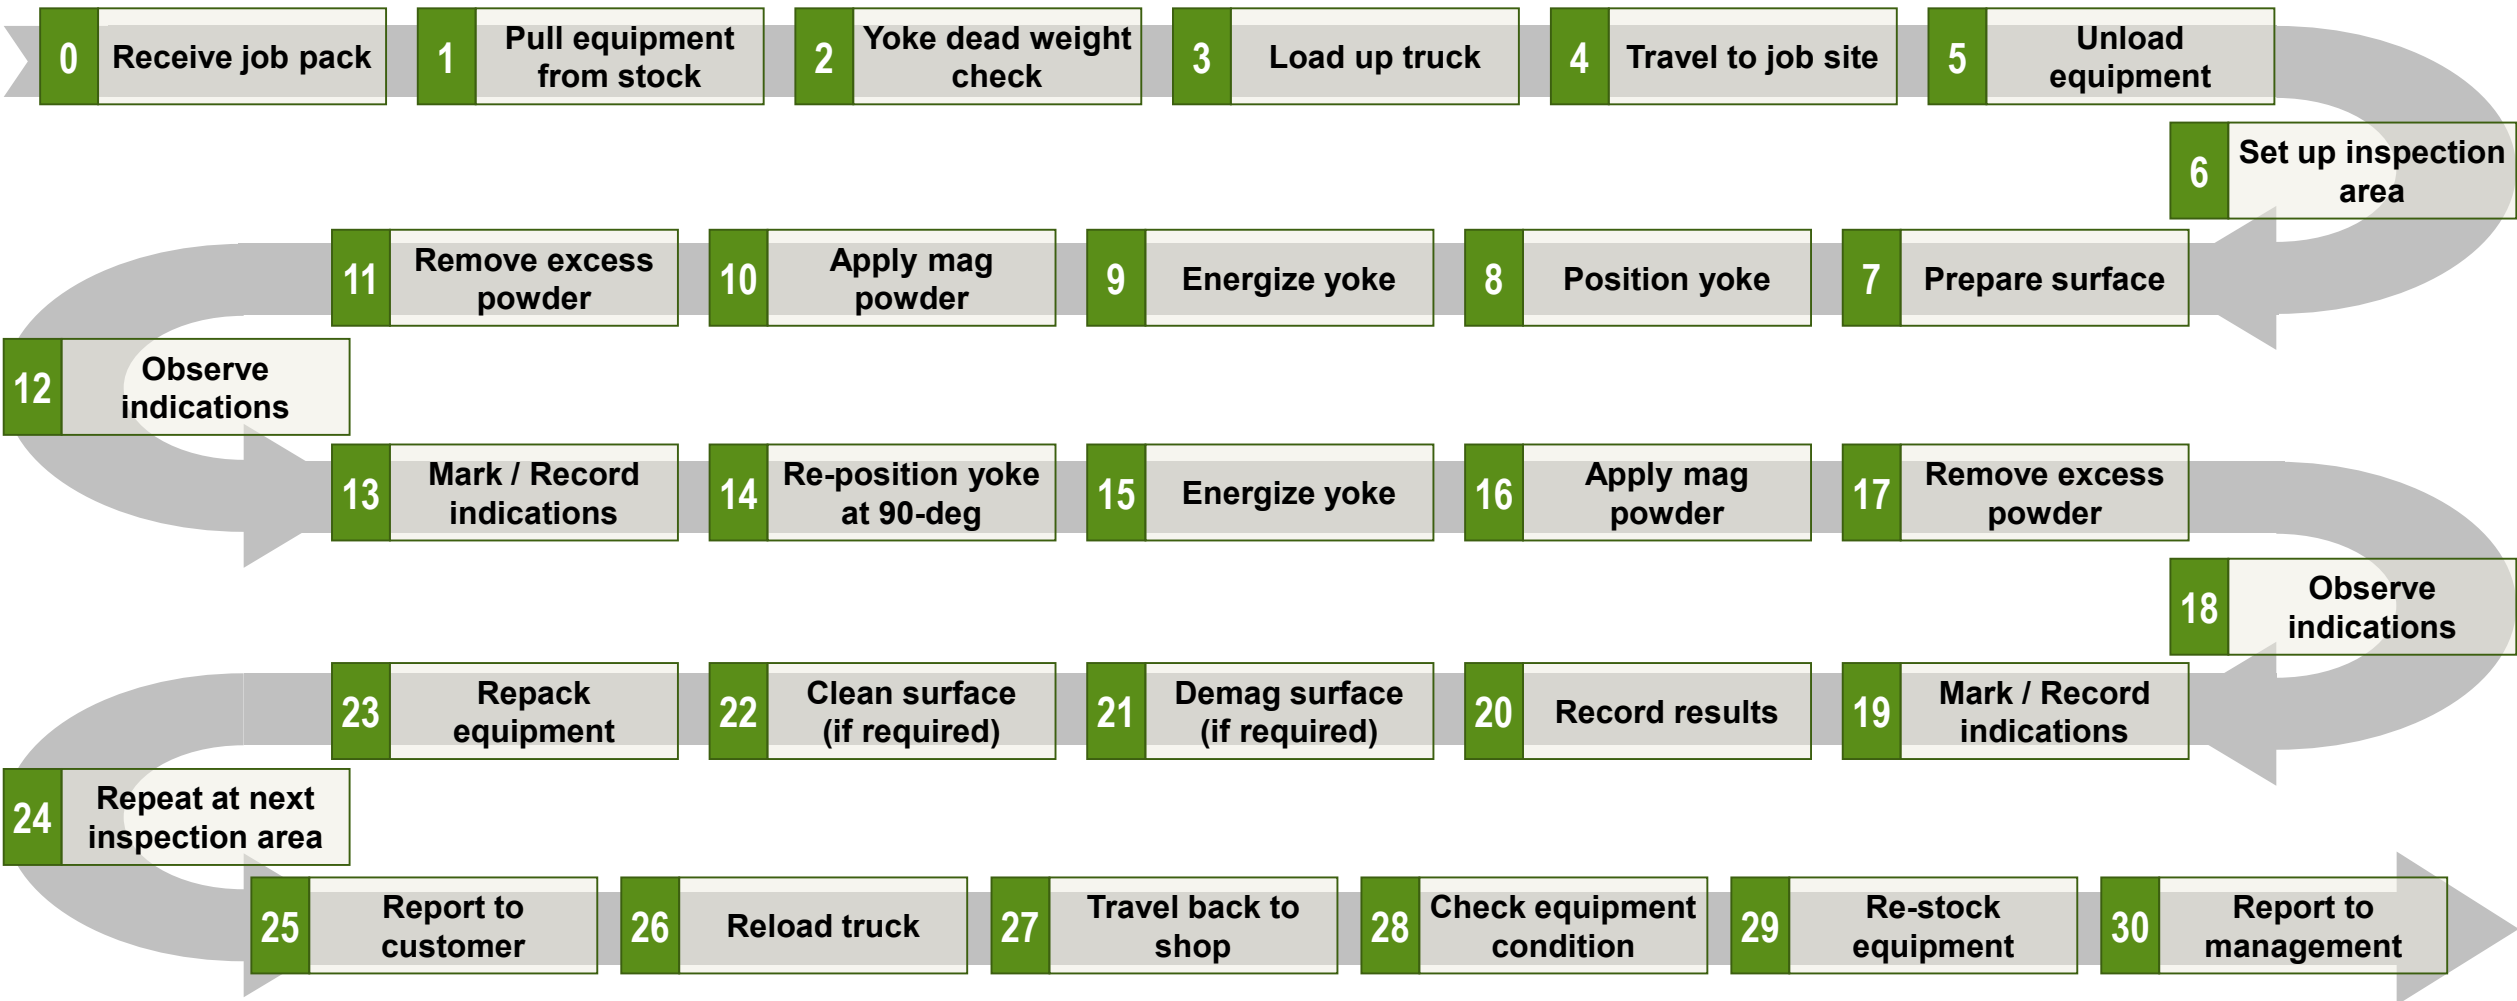 0
Receive job pack
1
Pull equipment
from stock
2
Yoke dead weight
check
3
Load up truck
4
Travel to job site
5
Unload
equipment
6
Set up inspection
area
7
Prepare surface
8
Position yoke
9
Energize yoke
10
Apply mag
powder
11
Remove excess
powder
12
Observe
indications
13
Mark / Record
indications
14
Re-position yoke
at 90-deg
15
Energize yoke
16
Apply mag
powder
17
Remove excess
powder
18
Observe
indications
19
Mark / Record
indications
20
Record results
21
Demag surface
(if required)
22
Clean surface
(if required)
23
Repack
equipment
24
Repeat at next
inspection area
25
Report to
customer
26
Reload truck
27
Travel back to
shop
28
Check equipment
condition
29
Re-stock
equipment
30
Report to
management